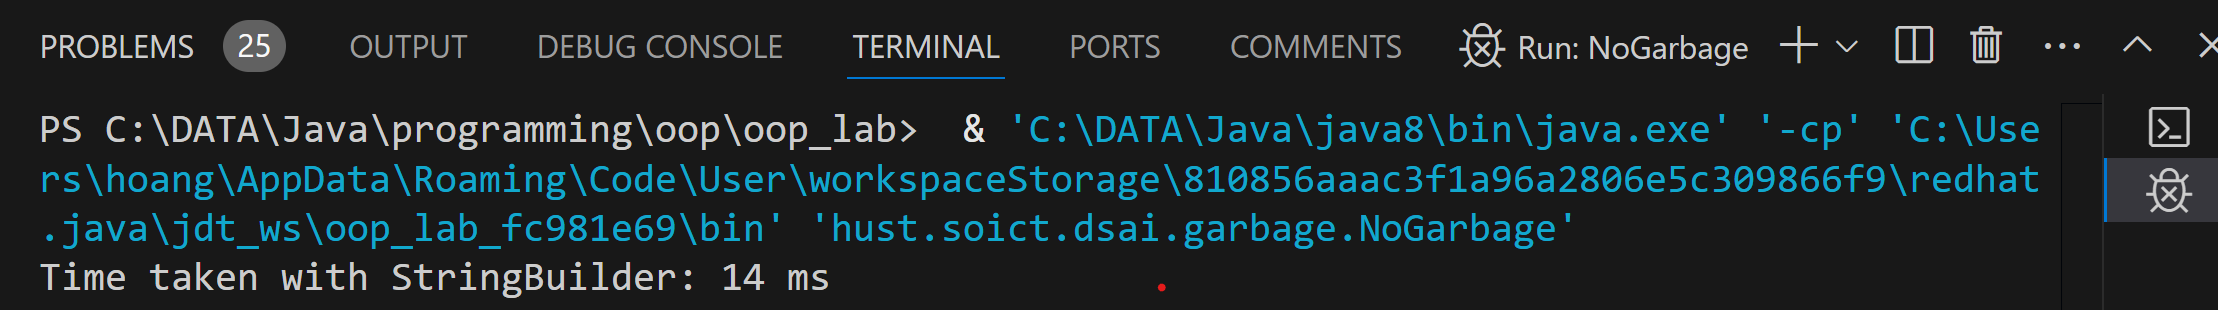 PROBLEMS 25 OUTPUT DEBUG CONSOLE TERMINAL PORTS COMMENTS Run: NoGarbage
PS C:\DATA\Java\programming\oop\oop_lab>  & 'C:\DATA\Java\java8\bin\java.exe' '-cp' 'C:\Use
rs\hoang\AppData\Roaming\Code\User\workspaceStorage\810856aaac3f1a96a2806e5c309866f9\redhat
.java\jdt_ws\oop_lab_fc981e69\bin' 'hust.soict.dsai.garbage.NoGarbage'
Time taken with StringBuilder: 14 ms